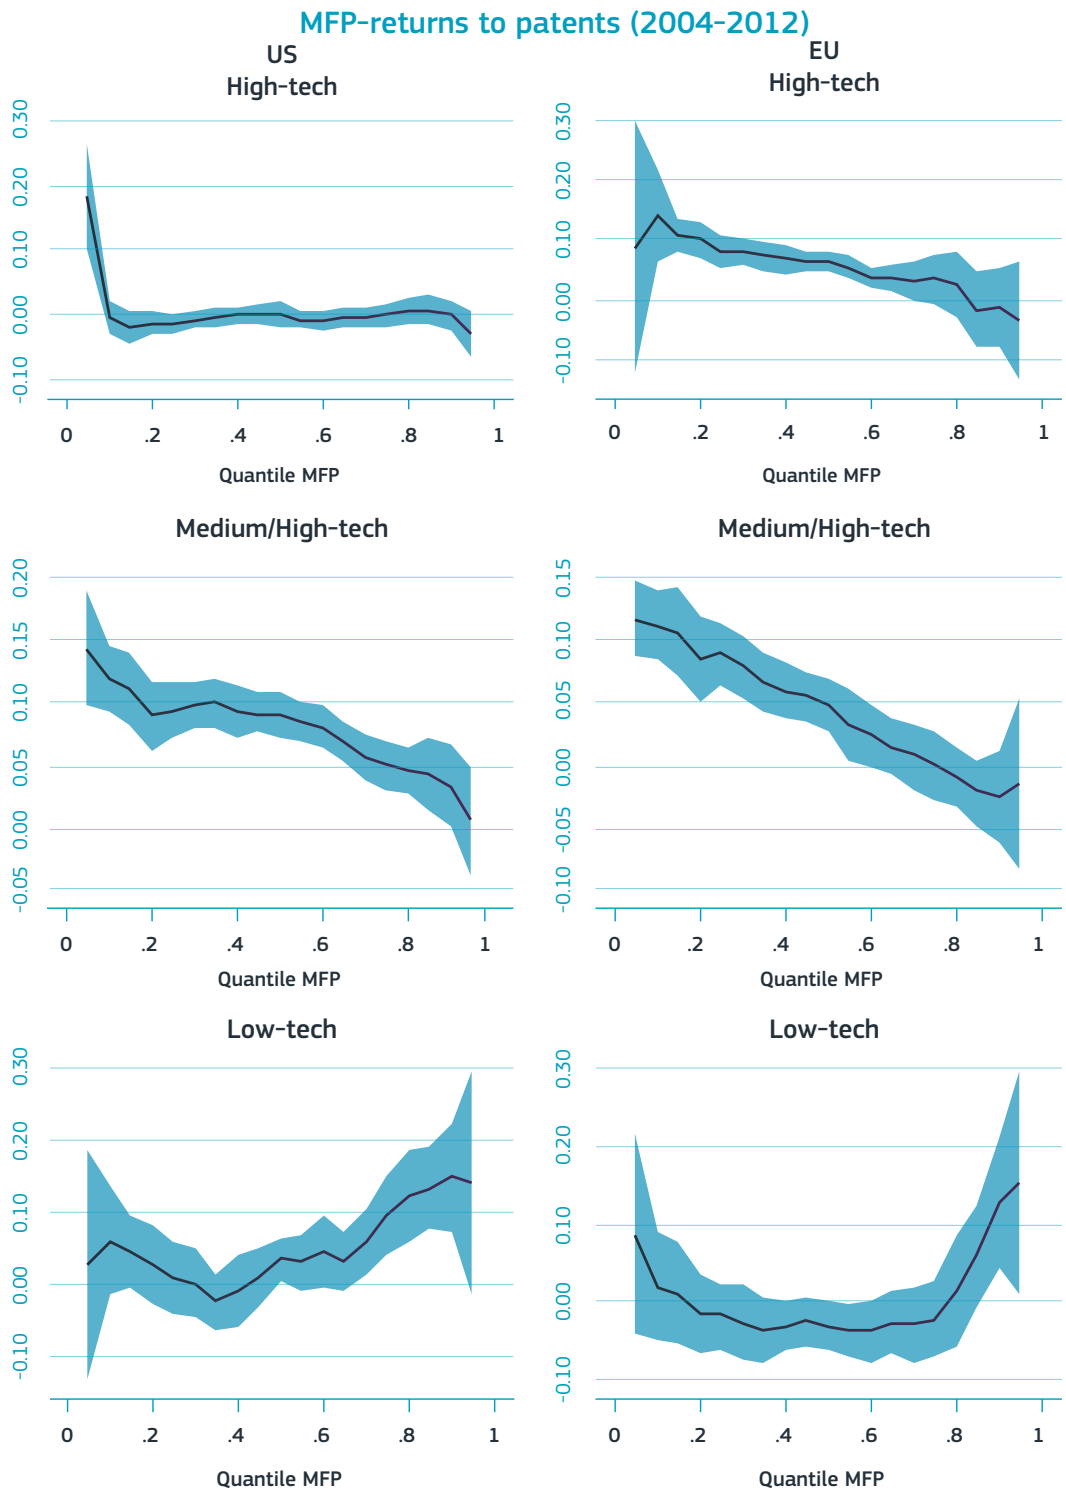 MFP-returns to patents (2004-2012)
US
High-tech
0.30
0.20
0.10
0.00
-0.10
0 .2 .4 .6 .8 1
Quantile MFP
EU
High-tech
0.30
0.20
0.10
0.00
-0.10
0 .2 .4 .6 .8 1
Quantile MFP
Medium/High-tech
0.20
0.15
0.10
0.05
0.00
-0.05
0 .2 .4 .6 .8 1
Quantile MFP
Medium/High-tech
0.15
0.10
0.05
0.00
-0.05
-0.10
0 .2 .4 .6 .8 1
Quantile MFP
Low-tech
0.30
0.20
0.10
0.00
-0.10
0 .2 .4 .6 .8 1
Quantile MFP
Low-tech
0.30
0.20
0.10
0.00
-0.10
0 .2 .4 .6 .8 1
Quantile MFP